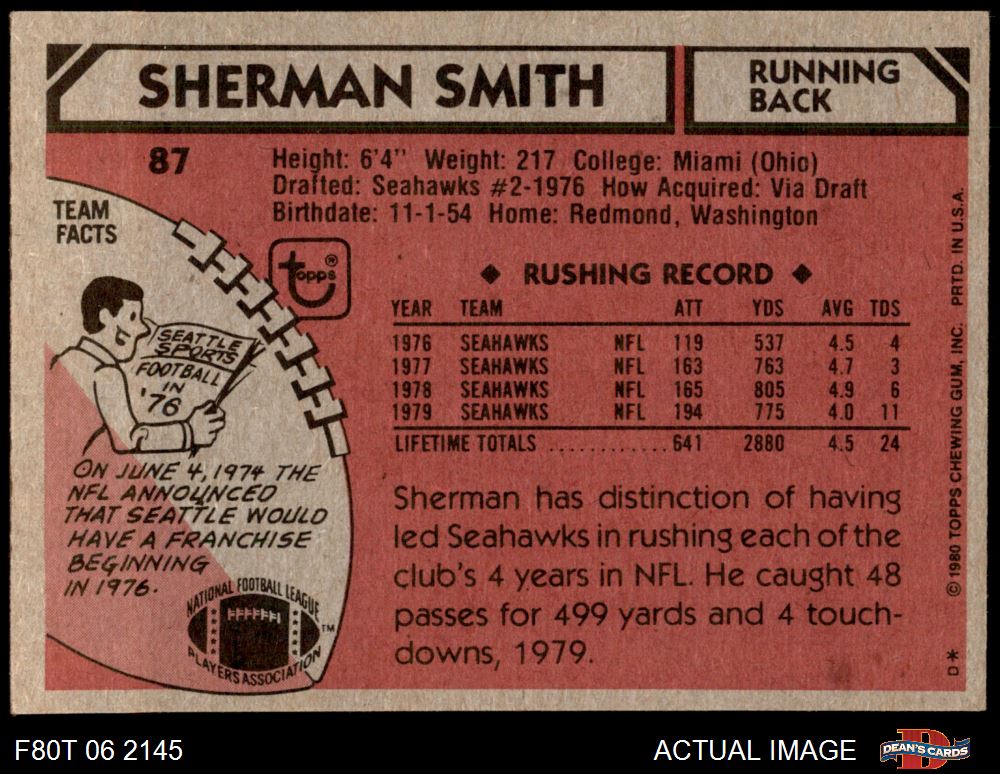 SHERMAN SMITH
RUNNING
BACK
87
Height: 6'4" Weight: 217 College: Miami (Ohio)
Drafted: Seahawks #2-1976 How Acquired: Via Draft
Birthdate: 11-1-54 Home: Redmond, Washington
TEAM
FACTS
topps®
SEATTLE
SPORTS
FOOTBALL
IN
'76
ON JUNE 4, 1974 THE
NFL ANNOUNCED
THAT SEATTLE WOULD
HAVE A FRANCHISE
BEGINNING
IN 1976.
NATIONAL FOOTBALL LEAGUE
PLAYERS ASSOCIATION
TM
◆ RUSHING RECORD ◆
YEAR TEAM ATT YDS AVG TDS
1976 SEAHAWKS NFL 119 537 4.5 4
1977 SEAHAWKS NFL 163 763 4.7 3
1978 SEAHAWKS NFL 165 805 4.9 6
1979 SEAHAWKS NFL 194 775 4.0 11
LIFETIME TOTALS ............641 2880 4.5 24
Sherman has distinction of having
led Seahawks in rushing each of the
club's 4 years in NFL. He caught 48
passes for 499 yards and 4 touch-
downs, 1979.
D* © 1980 TOPPS CHEWING GUM, INC. PRTD. IN U.S.A.
F80T 06 2145
ACTUAL IMAGE
DEAN'S CARDS